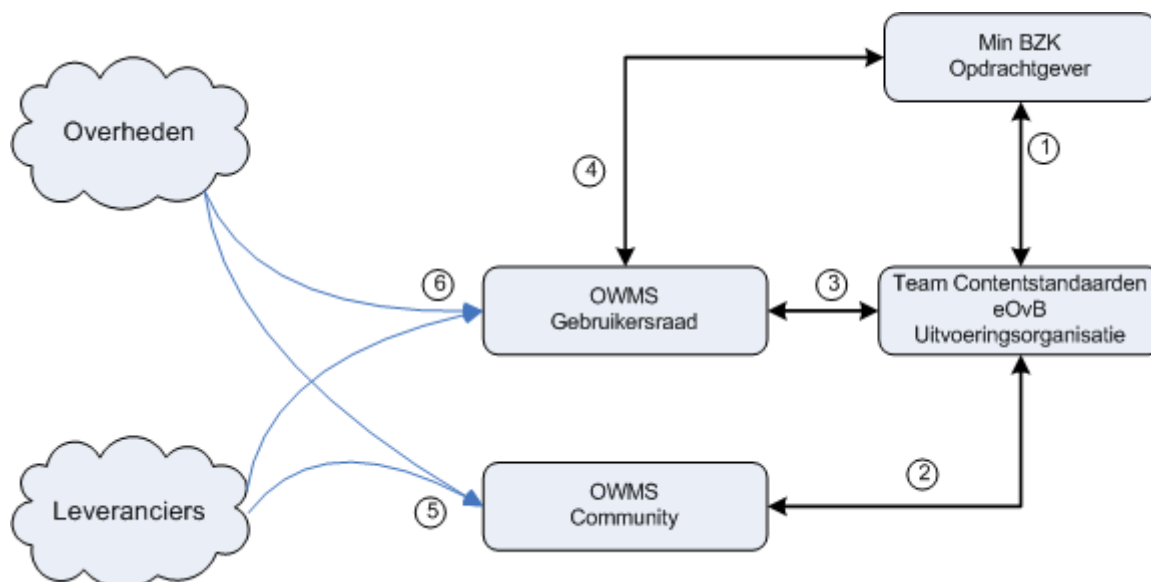 Min BZK
Opdrachtgever
Overheden
1
4
6
OWMS
Gebruikersraad
3
Team Contentstandaarden
eOvB
Uitvoeringsorganisatie
Leveranciers
5
OWMS
Community
2